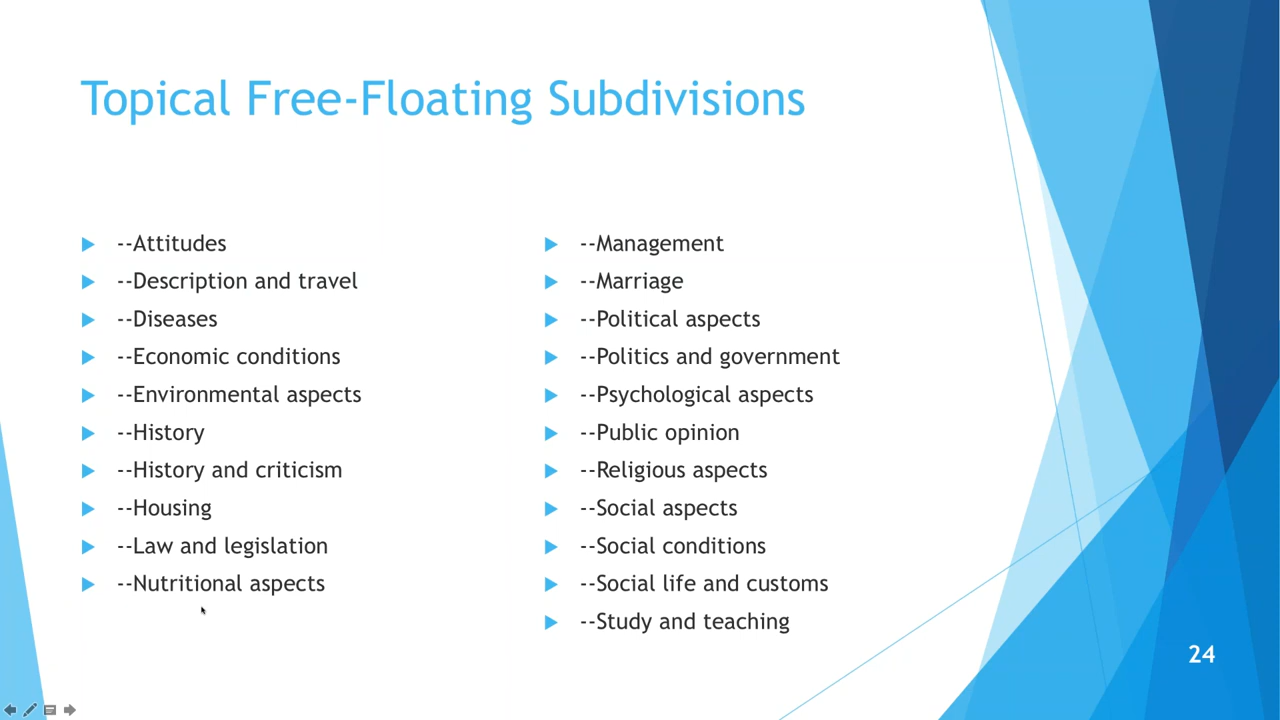 Topical Free-Floating Subdivisions
--Attitudes
--Description and travel
--Diseases
--Economic conditions
--Environmental aspects
--History
--History and criticism
--Housing
--Law and legislation
--Nutritional aspects
--Management
--Marriage
--Political aspects
--Politics and government
--Psychological aspects
--Public opinion
--Religious aspects
--Social aspects
--Social conditions
--Social life and customs
--Study and teaching
24